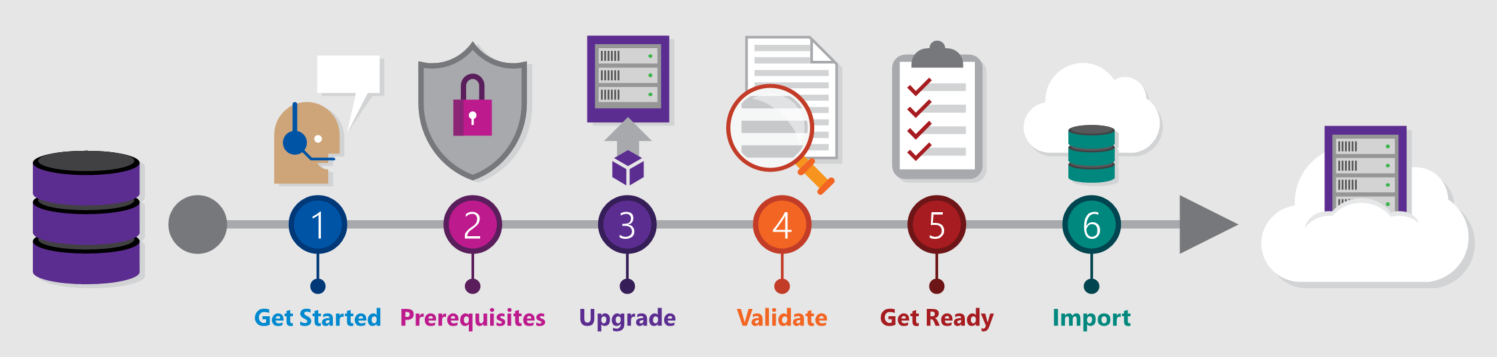 1 2 3 4 5 6
Get Started Prerequisites Upgrade Validate Get Ready Import